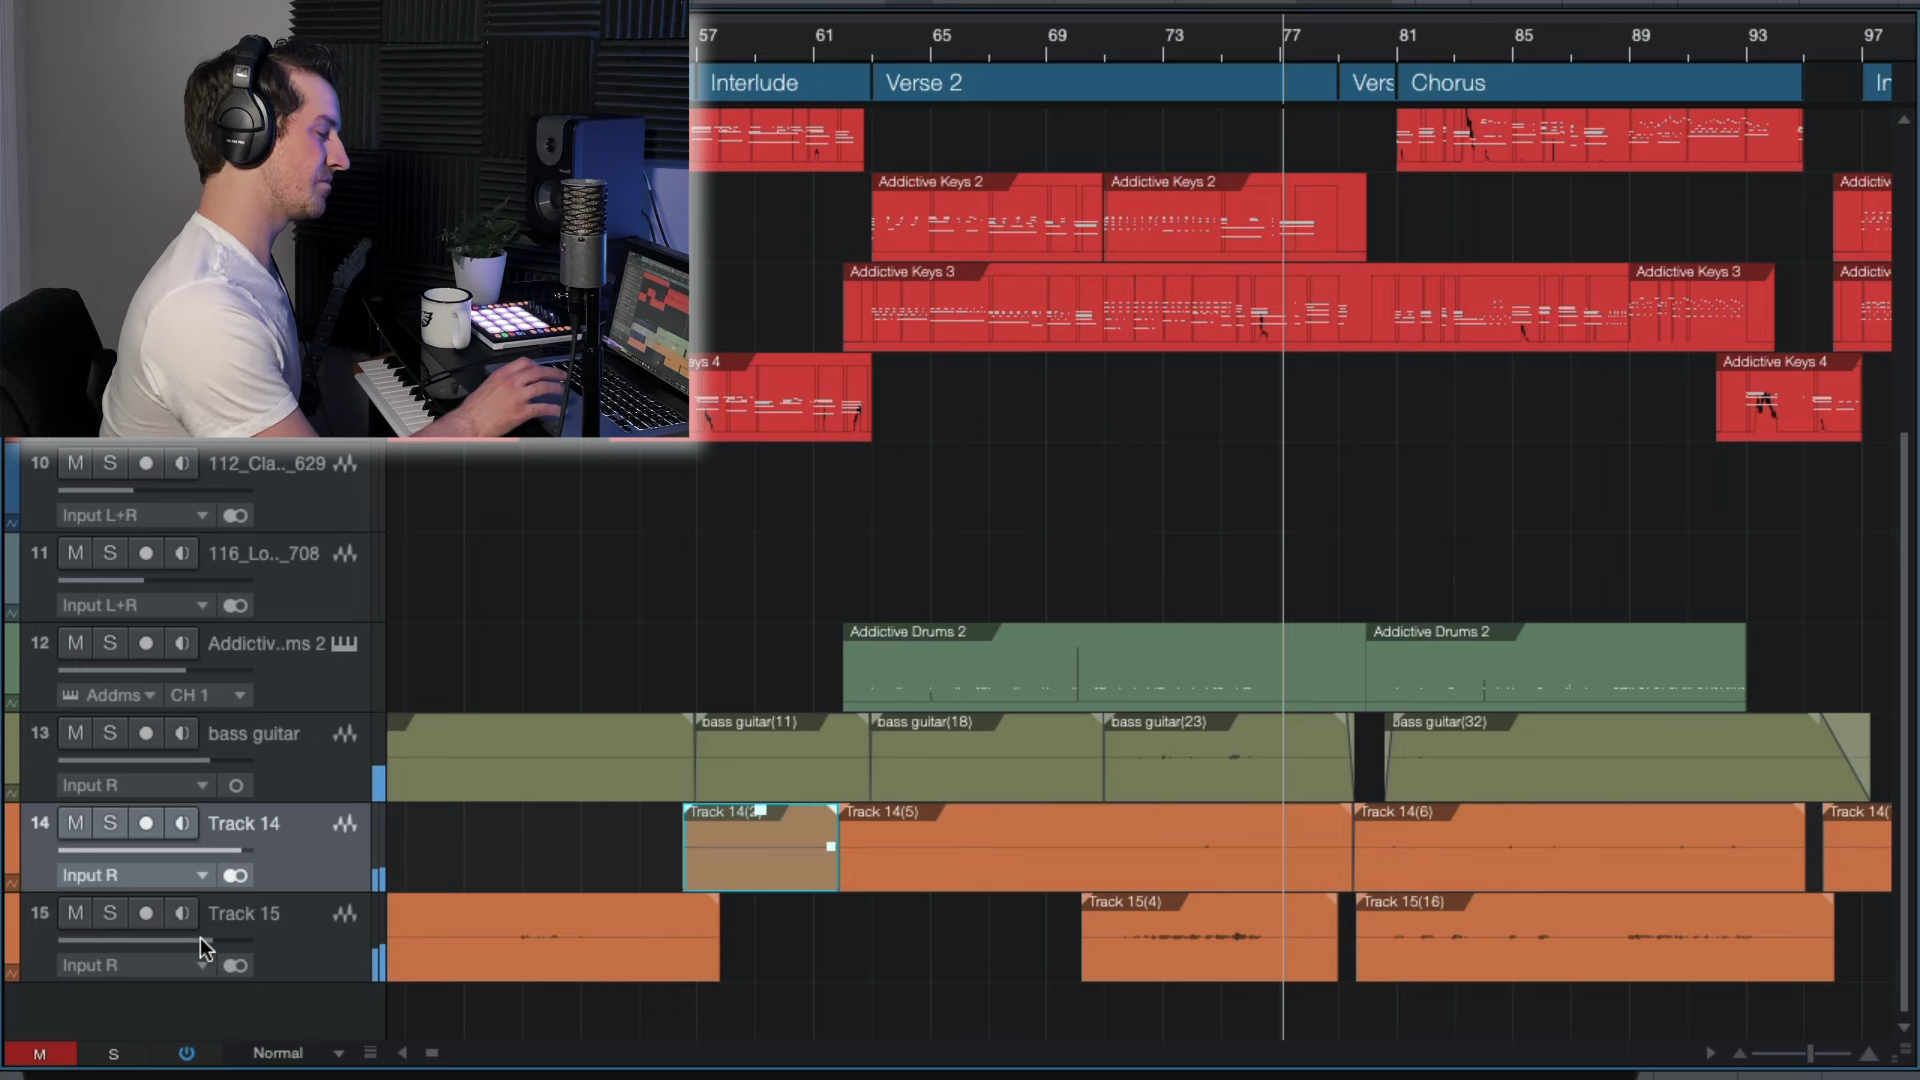 57 61 65 69 73 77 81 85 89 93 97
Interlude Verse 2 Vers Chorus In
Addictive Keys 2 Addictive Keys 2 Addictiv
Addictive Keys 3 Addictive Keys 3 Addictiv
eys 4 Addictive Keys 4
10 M S 112_Cla.._629
Input L+R
11 M S 116_Lo.._708
Input L+R
12 M S Addictiv..ms 2 Addictive Drums 2 Addictive Drums 2
Addms CH 1
13 M S bass guitar bass guitar(11) bass guitar(18) bass guitar(23) bass guitar(32)
Input R
14 M S Track 14 Track 14(2) Track 14(5) Track 14(6) Track 14(
Input R
15 M S Track 15 Track 15(4) Track 15(16)
Input R
M S Normal